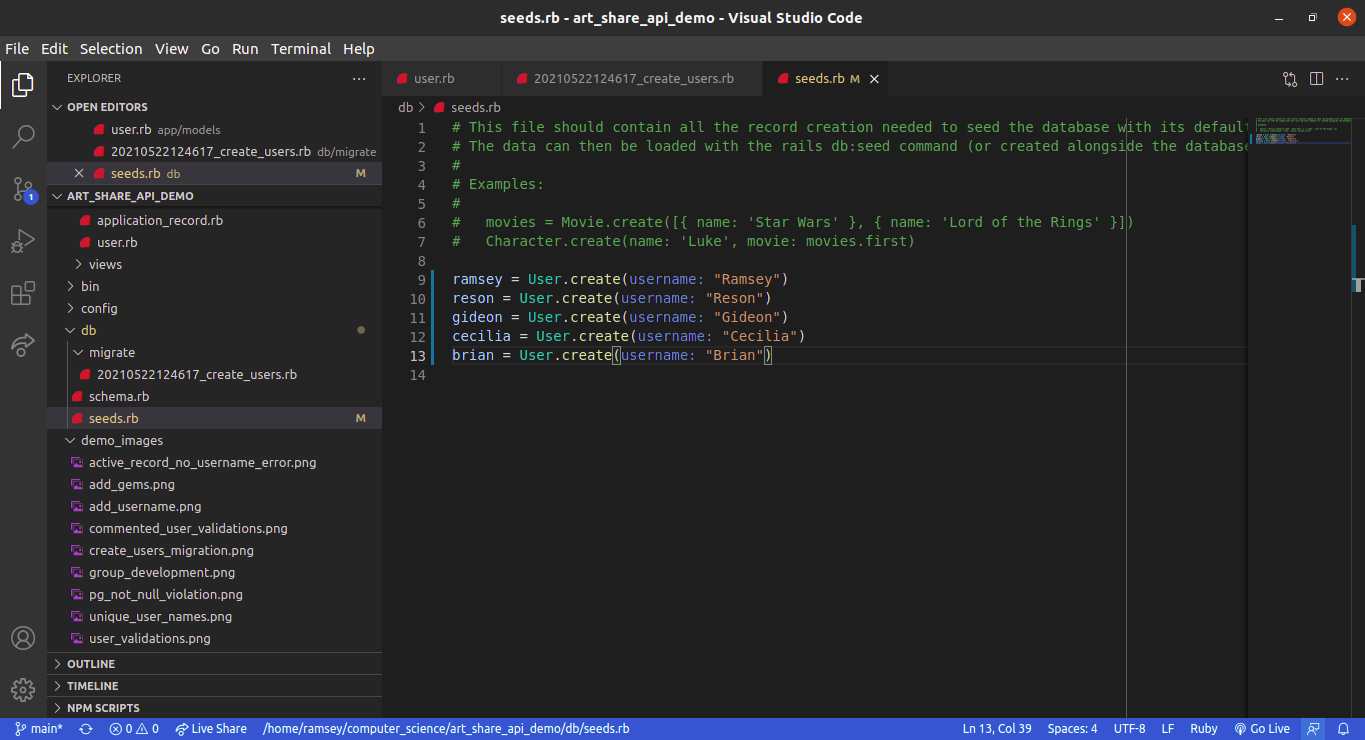 seeds.rb - art_share_api_demo - Visual Studio Code
File Edit Selection View Go Run Terminal Help
EXPLORER
OPEN EDITORS
user.rb app/models
20210522124617_create_users.rb db/migrate
seeds.rb db M
ART_SHARE_API_DEMO
application_record.rb
user.rb
views
bin
config
db
migrate
20210522124617_create_users.rb
schema.rb
seeds.rb M
demo_images
active_record_no_username_error.png
add_gems.png
add_username.png
commented_user_validations.png
create_users_migration.png
group_development.png
pg_not_null_violation.png
unique_user_names.png
user_validations.png
OUTLINE
TIMELINE
NPM SCRIPTS
1
user.rb 20210522124617_create_users.rb seeds.rb M
db > seeds.rb
1 # This file should contain all the record creation needed to seed the database with its defaul
2 # The data can then be loaded with the rails db:seed command (or created alongside the database
3 #
4 # Examples:
5 #
6 #   movies = Movie.create([{ name: 'Star Wars' }, { name: 'Lord of the Rings' }])
7 #   Character.create(name: 'Luke', movie: movies.first)
8
9 ramsey = User.create(username: "Ramsey")
10 reson = User.create(username: "Reson")
11 gideon = User.create(username: "Gideon")
12 cecilia = User.create(username: "Cecilia")
13 brian = User.create(username: "Brian")
14
main* 0 0 Live Share /home/ramsey/computer_science/art_share_api_demo/db/seeds.rb Ln 13, Col 39 Spaces: 4 UTF-8 LF Ruby Go Live